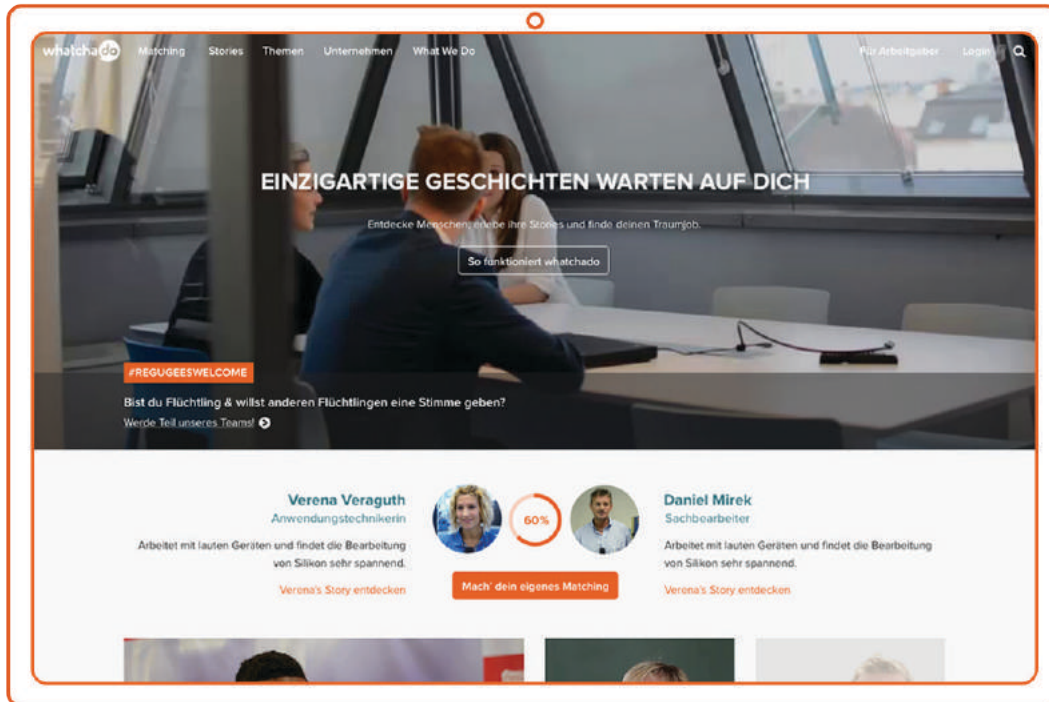 whatchado Matching Stories Themen Unternehmen What We Do Für Arbeitgeber Login
EINZIGARTIGE GESCHICHTEN WARTEN AUF DICH
Entdecke Menschen, erlebe ihre Stories und finde deinen Traumjob.
So funktioniert whatchado
#REGUGEESWELCOME
Bist du Flüchtling & willst anderen Flüchtlingen eine Stimme geben?
Werde Teil unseres Teams!
Verena Veraguth
Anwendungstechnikerin
Arbeitet mit lauten Geräten und findet die Bearbeitung
von Silikon sehr spannend.
Verena's Story entdecken
60%
Mach' dein eigenes Matching
Daniel Mirek
Sachbearbeiter
Arbeitet mit lauten Geräten und findet die Bearbeitung
von Silikon sehr spannend.
Verena's Story entdecken